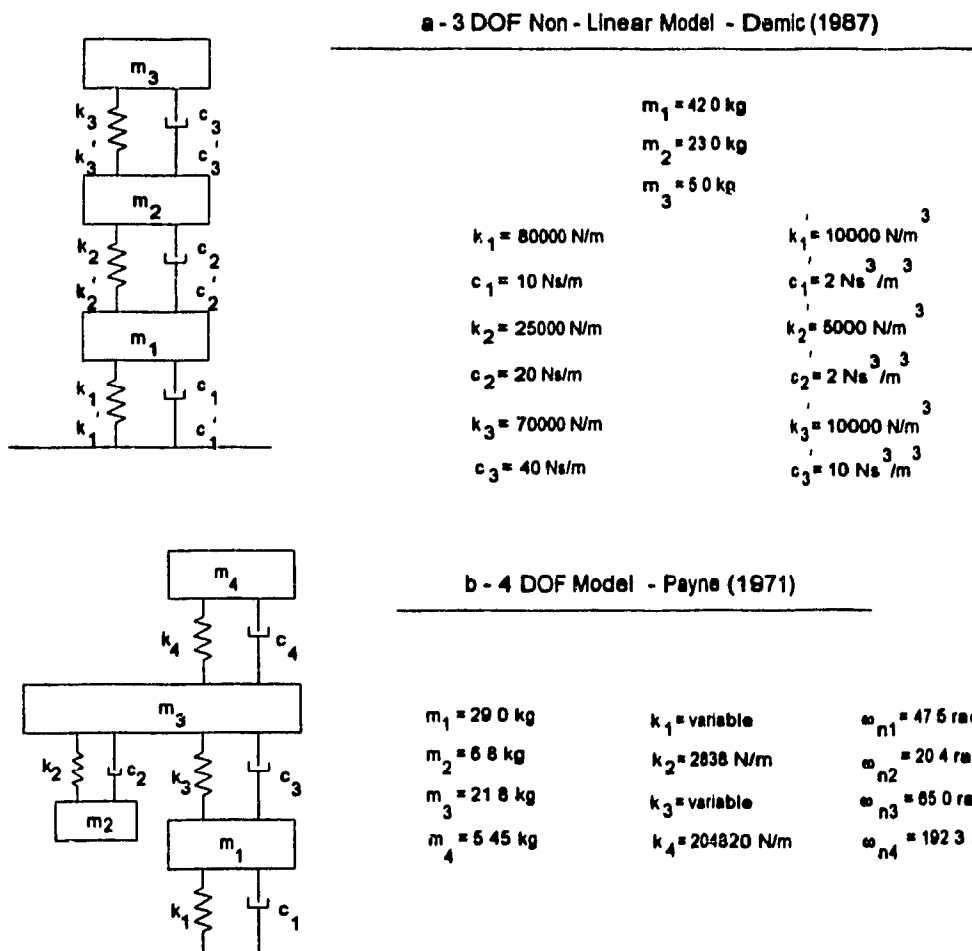 a - 3 DOF Non - Linear Model - Demic (1987)
m3
k3 c3
k3' c3'
m2
k2 c2
k2' c2'
m1
k1 c1
k1' c1'
m1 = 42 0 kg
m2 = 23 0 kg
m3 = 5 0 kg
k1 = 80000 N/m k1' = 10000 N/m3
c1 = 10 Ns/m c1' = 2 Ns3/m3
k2 = 25000 N/m k2' = 5000 N/m3
c2 = 20 Ns/m c2' = 2 Ns3/m3
k3 = 70000 N/m k3' = 10000 N/m3
c3 = 40 Ns/m c3' = 10 Ns3/m3
b - 4 DOF Model - Payne (1971)
m4
k4 c4
m3
k2 c2 k3 c3
m2
m1
k1 c1
m1 = 29 0 kg k1 = variable ωn1 = 47 5 rad
m2 = 6 8 kg k2 = 2838 N/m ωn2 = 20 4 ra
m3 = 21 8 kg k3 = variable ωn3 = 65 0 ra
m4 = 5 45 kg k4 = 204820 N/m ωn4 = 192 3